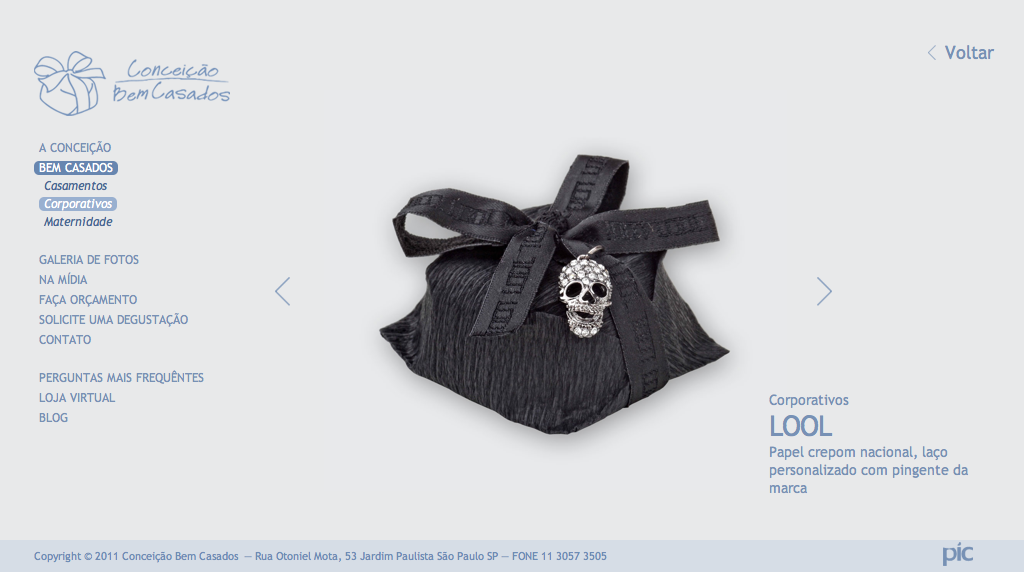 Conceição
Bem Casados
Voltar
A CONCEIÇÃO
BEM CASADOS
Casamentos
Corporativos
Maternidade
GALERIA DE FOTOS
NA MÍDIA
FAÇA ORÇAMENTO
SOLICITE UMA DEGUSTAÇÃO
CONTATO
PERGUNTAS MAIS FREQUÊNTES
LOJA VIRTUAL
BLOG
Corporativos
LOOL
Papel crepom nacional, laço
personalizado com pingente da
marca
Copyright © 2011 Conceição Bem Casados — Rua Otoniel Mota, 53 Jardim Paulista São Paulo SP — FONE 11 3057 3505
píc